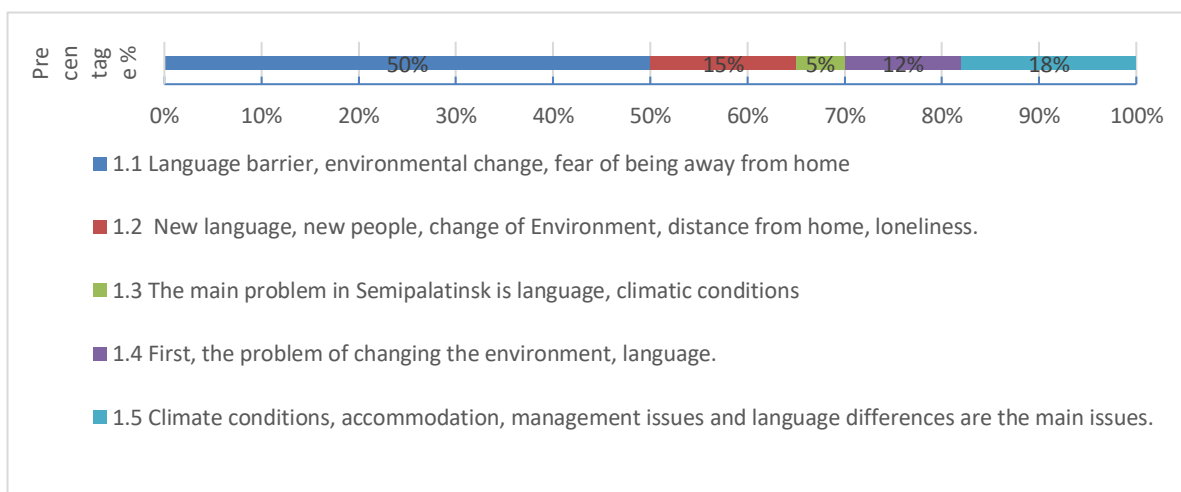 Pre
cen
tag
e %
50% 15% 5% 12% 18%
0% 10% 20% 30% 40% 50% 60% 70% 80% 90% 100%
1.1 Language barrier, environmental change, fear of being away from home
1.2 New language, new people, change of Environment, distance from home, loneliness.
1.3 The main problem in Semipalatinsk is language, climatic conditions
1.4 First, the problem of changing the environment, language.
1.5 Climate conditions, accommodation, management issues and language differences are the main issues.